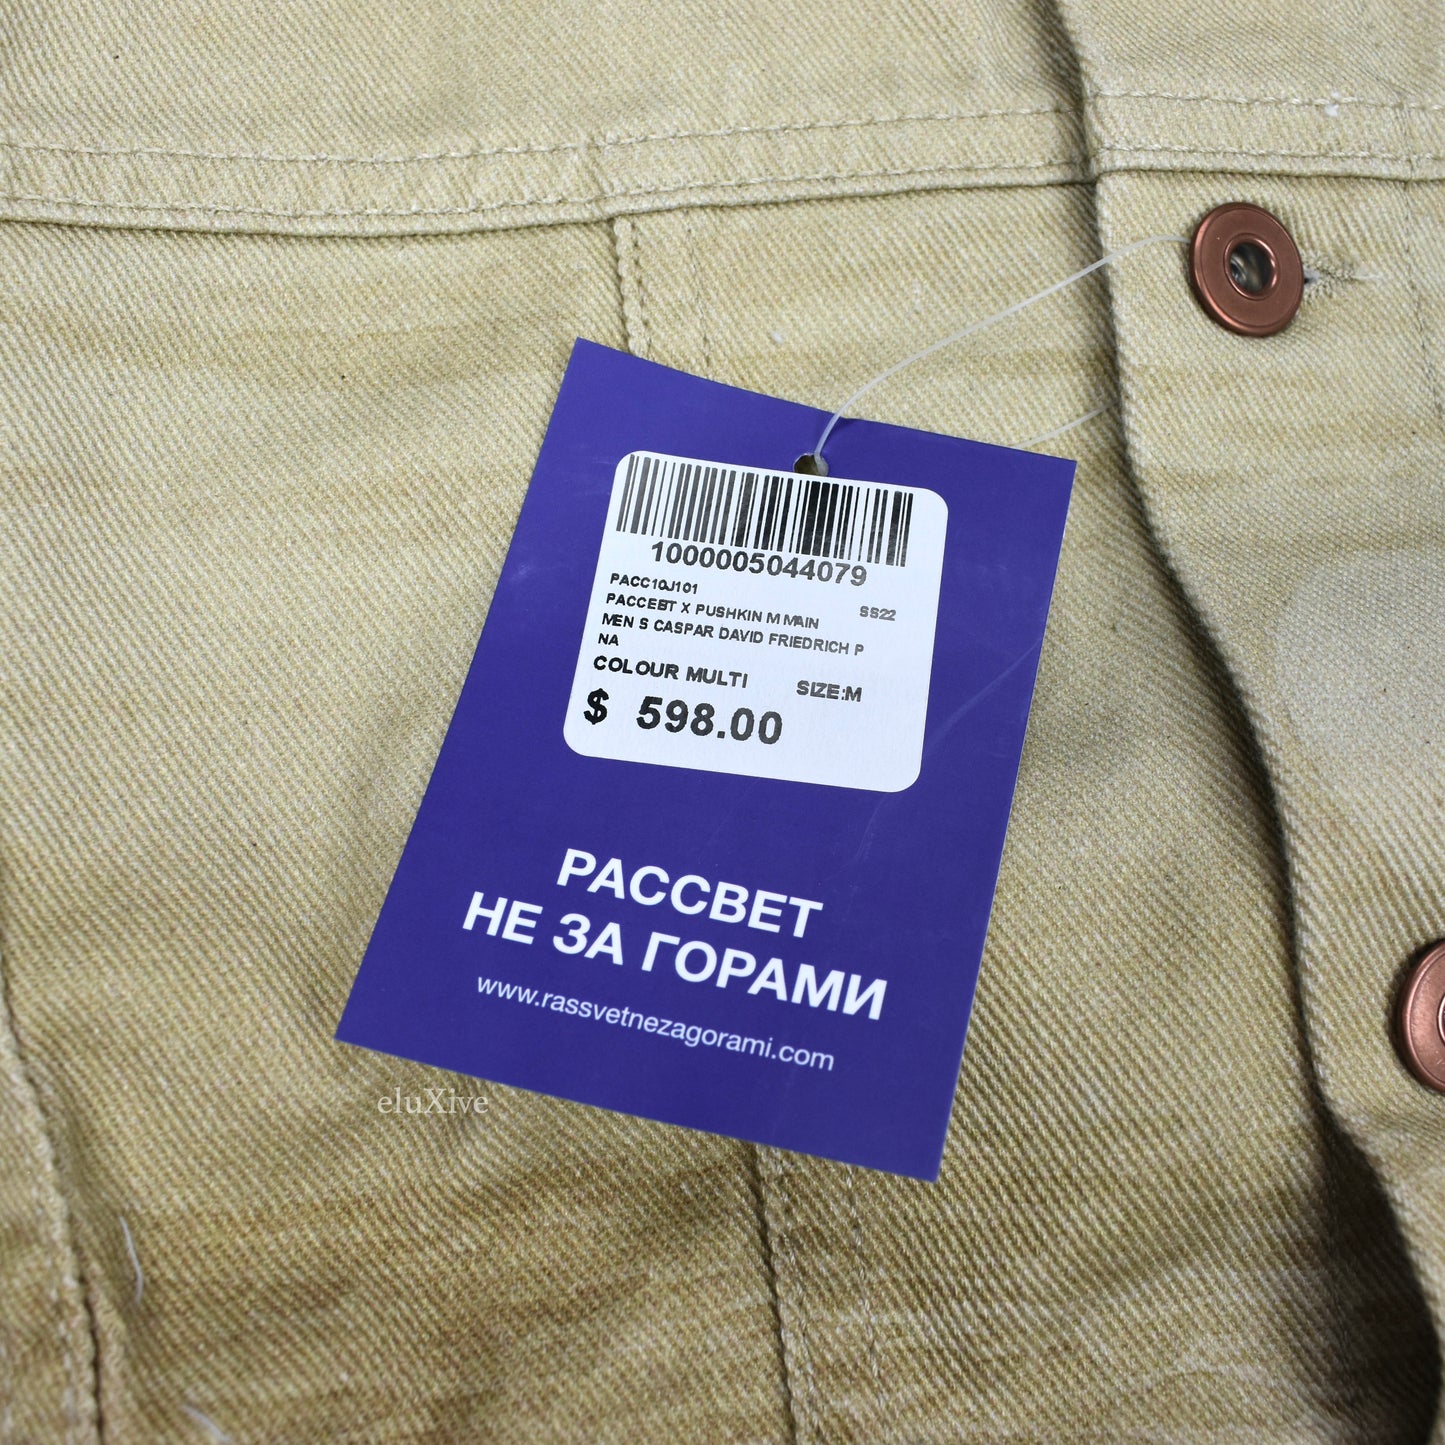 1000005044079
PACC10J101
PACCEBT X PUSHKIN M MAIN SS22
MEN S CASPAR DAVID FRIEDRICH P
NA
COLOUR MULTI SIZE:M
$ 598.00
РАССВЕТ
НЕ ЗА ГОРАМИ
www.rassvetnezagorami.com
eluXive